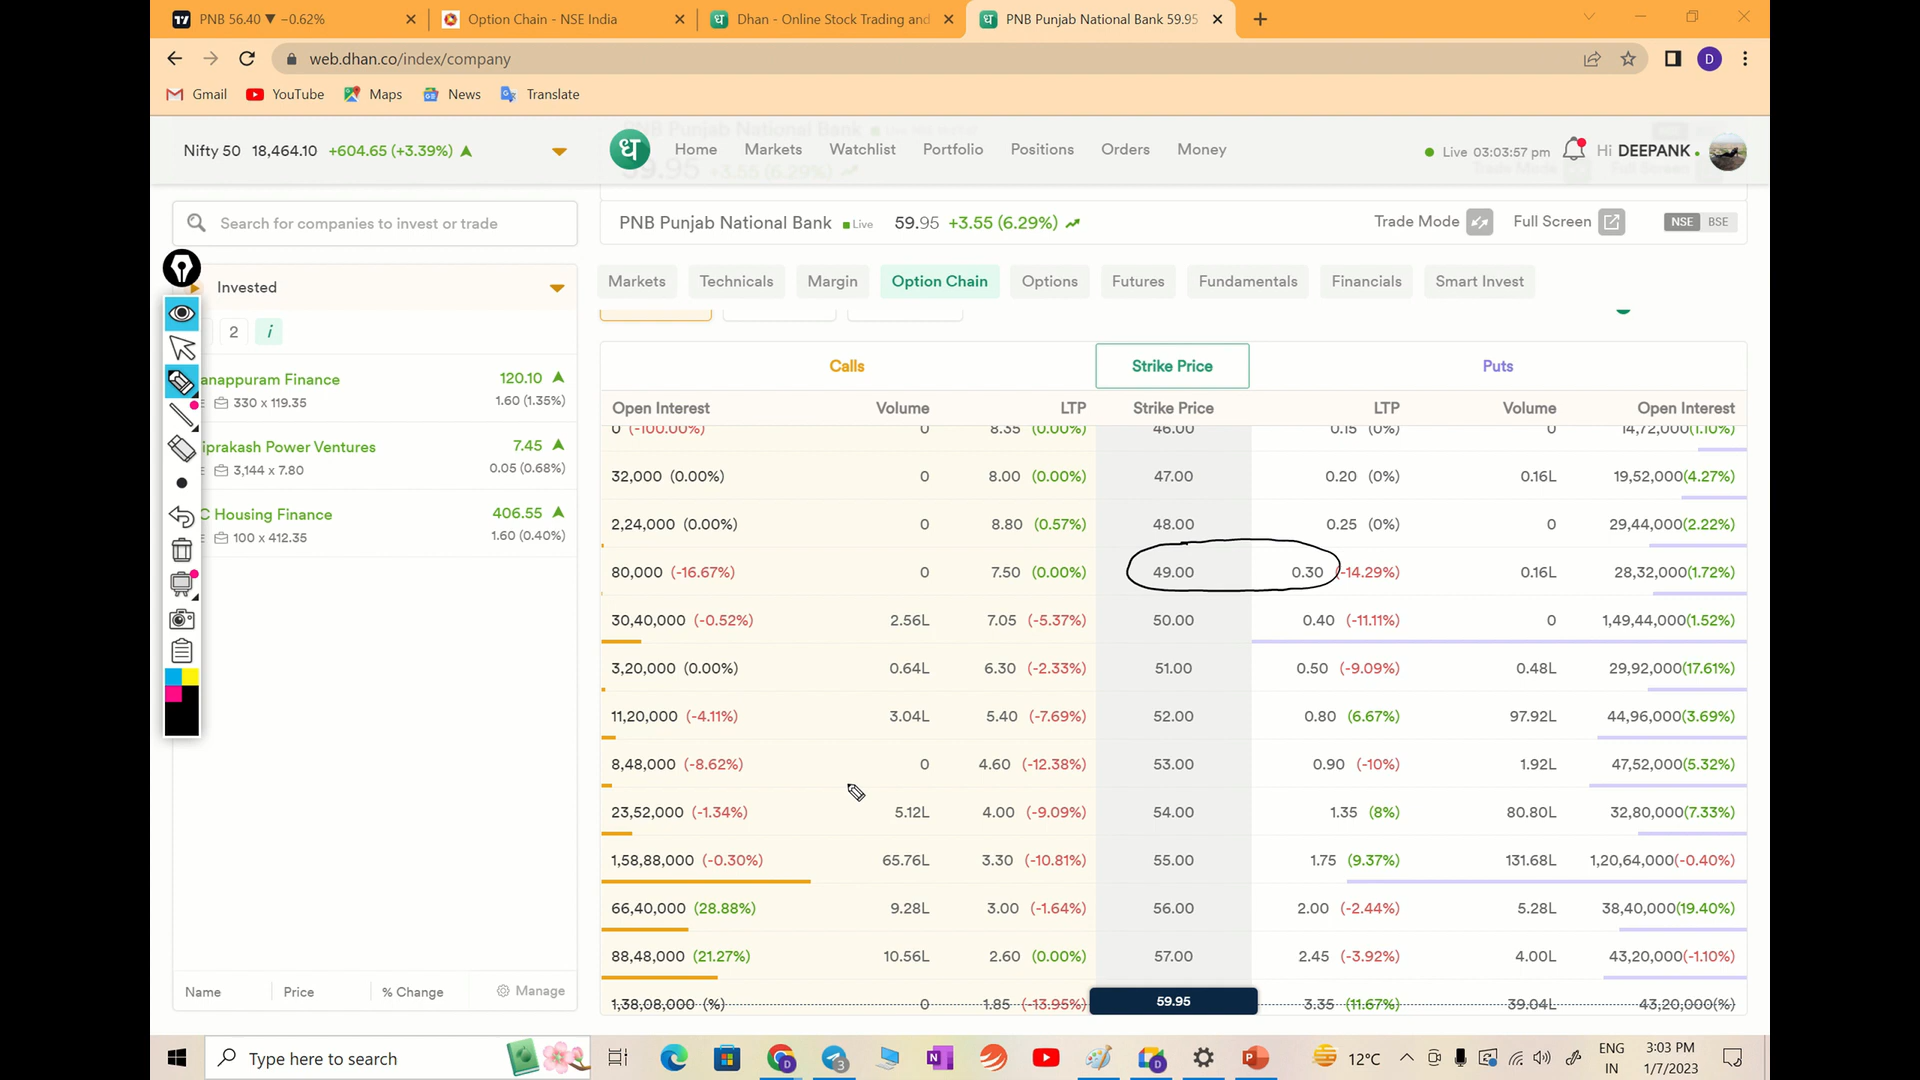 PNB 56.40 ▼ −0.62%
Option Chain - NSE India
Dhan - Online Stock Trading and
PNB Punjab National Bank 59.95
web.dhan.co/index/company
D
Gmail
YouTube
Maps
News
Translate
Nifty 50 18,464.10 +604.65 (+3.39%)
Home Markets Watchlist Portfolio Positions Orders Money
Live 03:03:57 pm
Hi DEEPANK
Search for companies to invest or trade
PNB Punjab National Bank Live 59.95 +3.55 (6.29%)
Trade Mode
Full Screen
NSE BSE
Invested
2 i
Markets Technicals Margin Option Chain Options Futures Fundamentals Financials Smart Invest
anappuram Finance 120.10
330 x 119.35 1.60 (1.35%)
iprakash Power Ventures 7.45
3,144 x 7.80 0.05 (0.68%)
C Housing Finance 406.55
100 x 412.35 1.60 (0.40%)
Name Price % Change Manage
Calls Strike Price Puts
Open Interest Volume LTP Strike Price LTP Volume Open Interest
0 (-100.00%) 0 8.35 (0.00%) 46.00 0.15 (0%) 0 14,72,000(1.10%)
32,000 (0.00%) 0 8.00 (0.00%) 47.00 0.20 (0%) 0.16L 19,52,000(4.27%)
2,24,000 (0.00%) 0 8.80 (0.57%) 48.00 0.25 (0%) 0 29,44,000(2.22%)
80,000 (-16.67%) 0 7.50 (0.00%) 49.00 0.30 (-14.29%) 0.16L 28,32,000(1.72%)
30,40,000 (-0.52%) 2.56L 7.05 (-5.37%) 50.00 0.40 (-11.11%) 0 1,49,44,000(1.52%)
3,20,000 (0.00%) 0.64L 6.30 (-2.33%) 51.00 0.50 (-9.09%) 0.48L 29,92,000(17.61%)
11,20,000 (-4.11%) 3.04L 5.40 (-7.69%) 52.00 0.80 (6.67%) 97.92L 44,96,000(3.69%)
8,48,000 (-8.62%) 0 4.60 (-12.38%) 53.00 0.90 (-10%) 1.92L 47,52,000(5.32%)
23,52,000 (-1.34%) 5.12L 4.00 (-9.09%) 54.00 1.35 (8%) 80.80L 32,80,000(7.33%)
1,58,88,000 (-0.30%) 65.76L 3.30 (-10.81%) 55.00 1.75 (9.37%) 131.68L 1,20,64,000(-0.40%)
66,40,000 (28.88%) 9.28L 3.00 (-1.64%) 56.00 2.00 (-2.44%) 5.28L 38,40,000(19.40%)
88,48,000 (21.27%) 10.56L 2.60 (0.00%) 57.00 2.45 (-3.92%) 4.00L 43,20,000(-1.10%)
1,38,08,000 (%) 0 1.85 (-13.95%) 59.95 3.35 (11.67%) 39.04L 43,20,000(%)
Type here to search
12°C
ENG
IN
3:03 PM
1/7/2023